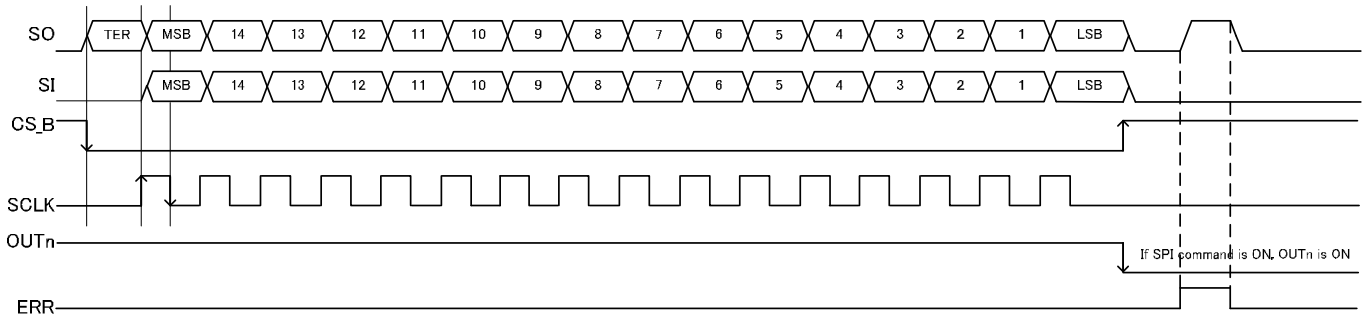 SO TER MSB 14 13 12 11 10 9 8 7 6 5 4 3 2 1 LSB
SI MSB 14 13 12 11 10 9 8 7 6 5 4 3 2 1 LSB
CS_B
SCLK
OUTn
If SPI command is ON, OUTn is ON
ERR